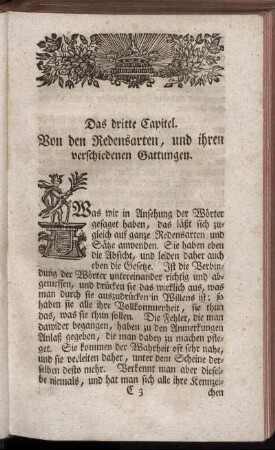 Das dritte Capitel.
Von den Redensarten, und ihren
verschiedenen Gattungen.
Was wir in Ansehung der Wörter
gesaget haben, das läßt sich zu-
gleich auf ganze Redensarten und
Sätze anwenden. Sie haben eben
die Absicht, und leiden daher auch
eben die Gesetze. Ist die Verbin-
dung der Wörter untereinander richtig und ab-
gemessen, und drücken sie das wirklich aus, was
man durch sie auszudrücken in Willens ist: so
haben sie alle ihre Vollkommenheit, sie thun
das, was sie thun sollen. Die Fehler, die man
dawider begangen, haben zu den Anmerkungen
Anlaß gegeben, die man dabey zu machen pfle-
get. Sie kommen der Wahrheit oft sehr nahe,
und sie verleiten daher, unter dem Scheine der-
selben desto mehr. Verkennt man aber diesel-
be niemals, und hat man sich alle ihre Kennzei-
C 3 chen